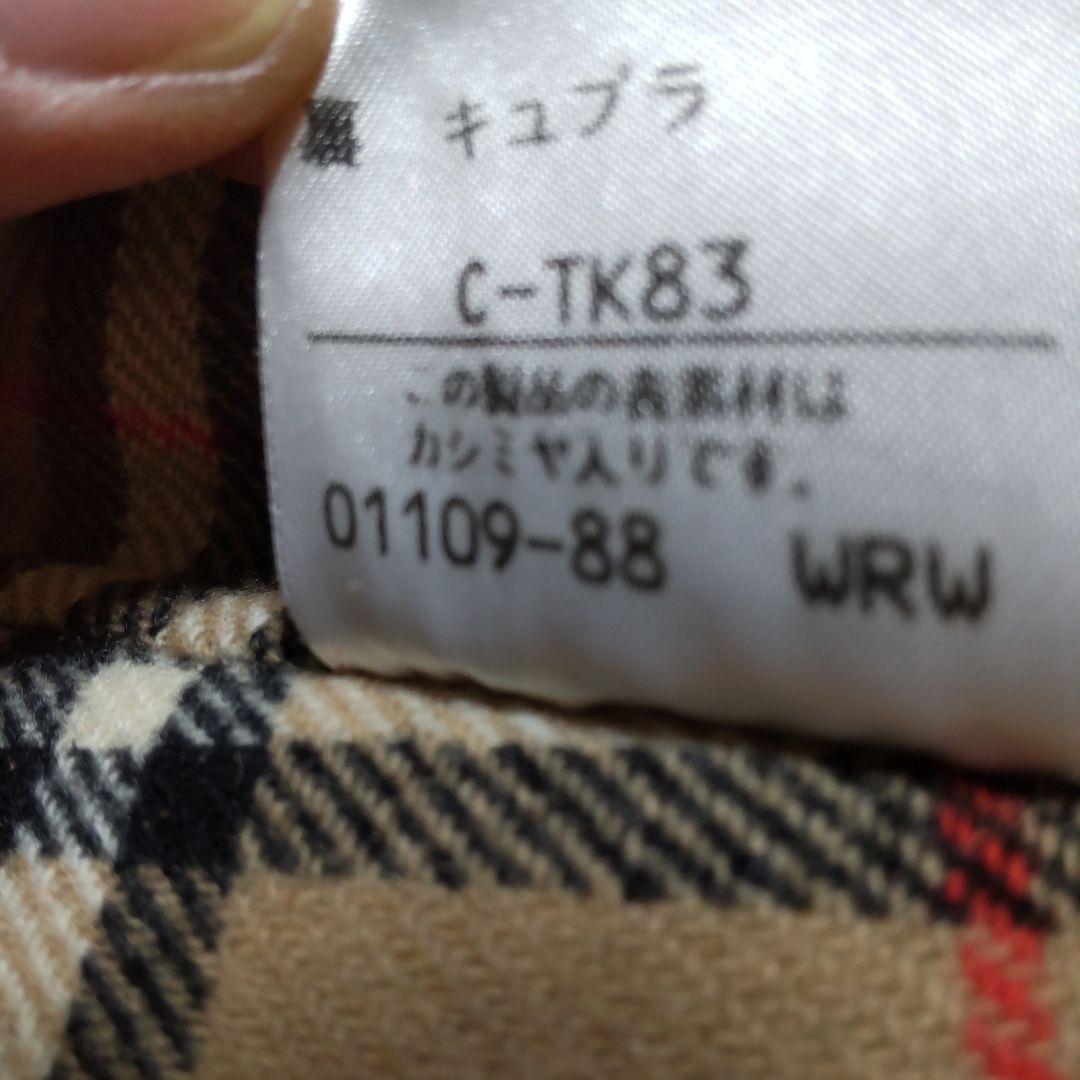 キュプラ
C-TK83
この製品の表素材は
カシミヤ入りです。
01109-88 WRW